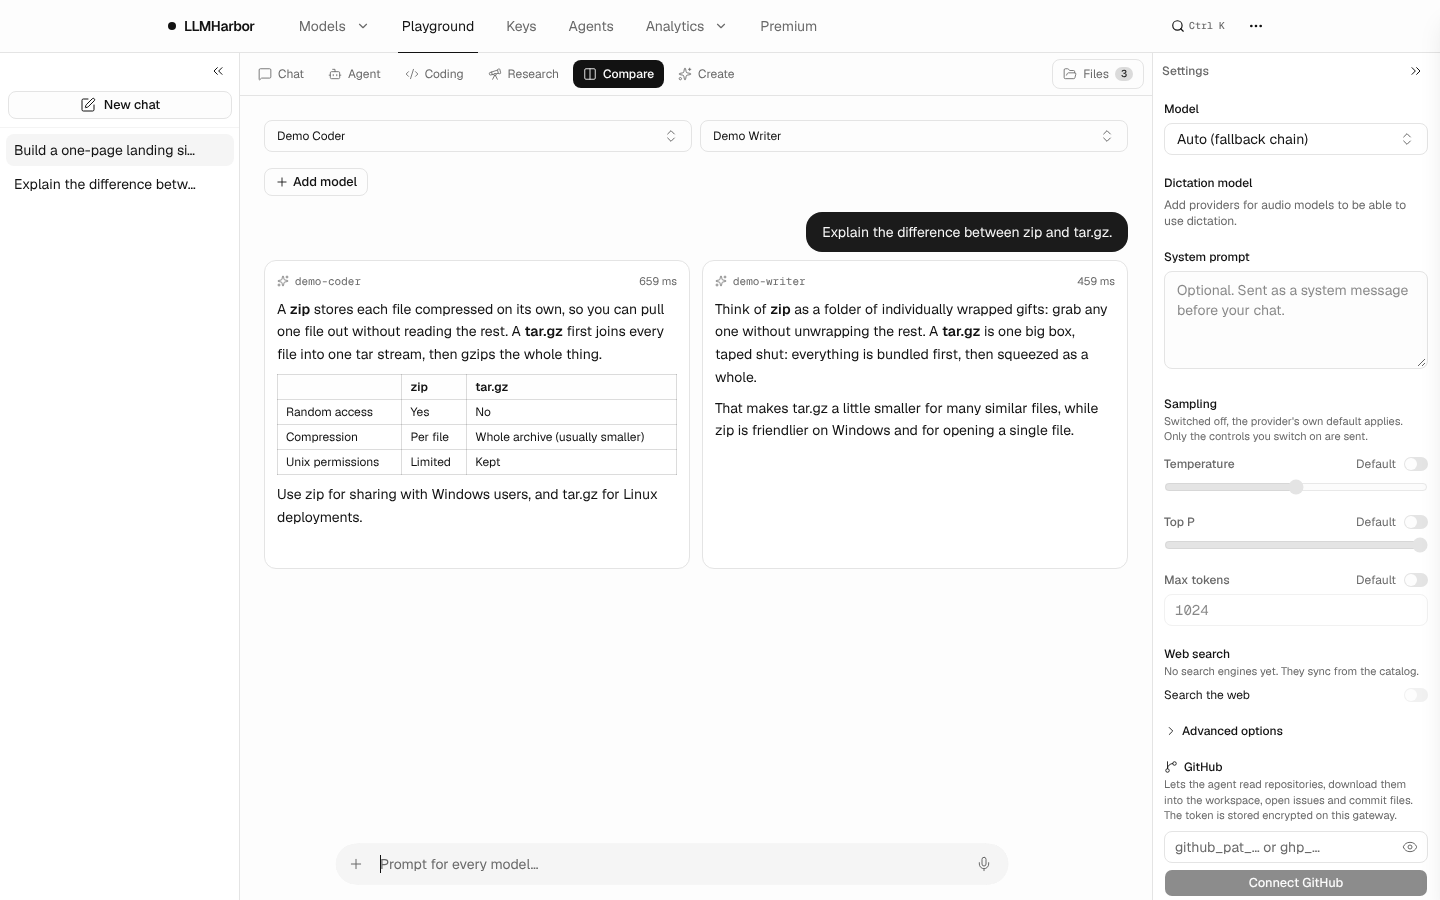 LLMHarbor
Models
Playground
Keys
Agents
Analytics
Premium
Ctrl K
New chat
Build a one-page landing si...
Explain the difference betw...
Chat
Agent
Coding
Research
Compare
Create
Files 3
Demo Coder
Demo Writer
Add model
Explain the difference between zip and tar.gz.
demo-coder 659 ms
A zip stores each file compressed on its own, so you can pull
one file out without reading the rest. A tar.gz first joins every
file into one tar stream, then gzips the whole thing.
zip tar.gz
Random access Yes No
Compression Per file Whole archive (usually smaller)
Unix permissions Limited Kept
Use zip for sharing with Windows users, and tar.gz for Linux
deployments.
demo-writer 459 ms
Think of zip as a folder of individually wrapped gifts: grab any
one without unwrapping the rest. A tar.gz is one big box,
taped shut: everything is bundled first, then squeezed as a
whole.
That makes tar.gz a little smaller for many similar files, while
zip is friendlier on Windows and for opening a single file.
Prompt for every model...
Settings
Model
Auto (fallback chain)
Dictation model
Add providers for audio models to be able to
use dictation.
System prompt
Optional. Sent as a system message
before your chat.
Sampling
Switched off, the provider's own default applies.
Only the controls you switch on are sent.
Temperature Default
Top P Default
Max tokens Default
1024
Web search
No search engines yet. They sync from the catalog.
Search the web
Advanced options
GitHub
Lets the agent read repositories, download them
into the workspace, open issues and commit files.
The token is stored encrypted on this gateway.
github_pat_... or ghp_...
Connect GitHub